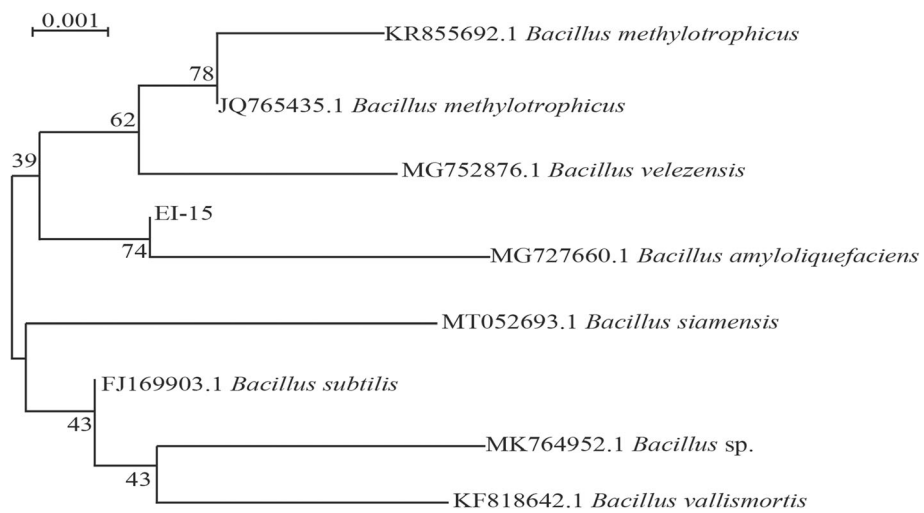 0.001
KR855692.1 Bacillus methylotrophicus
78
JQ765435.1 Bacillus methylotrophicus
62
39
MG752876.1 Bacillus velezensis
EI-15
74
MG727660.1 Bacillus amyloliquefaciens
MT052693.1 Bacillus siamensis
FJ169903.1 Bacillus subtilis
43
MK764952.1 Bacillus sp.
43
KF818642.1 Bacillus vallismortis